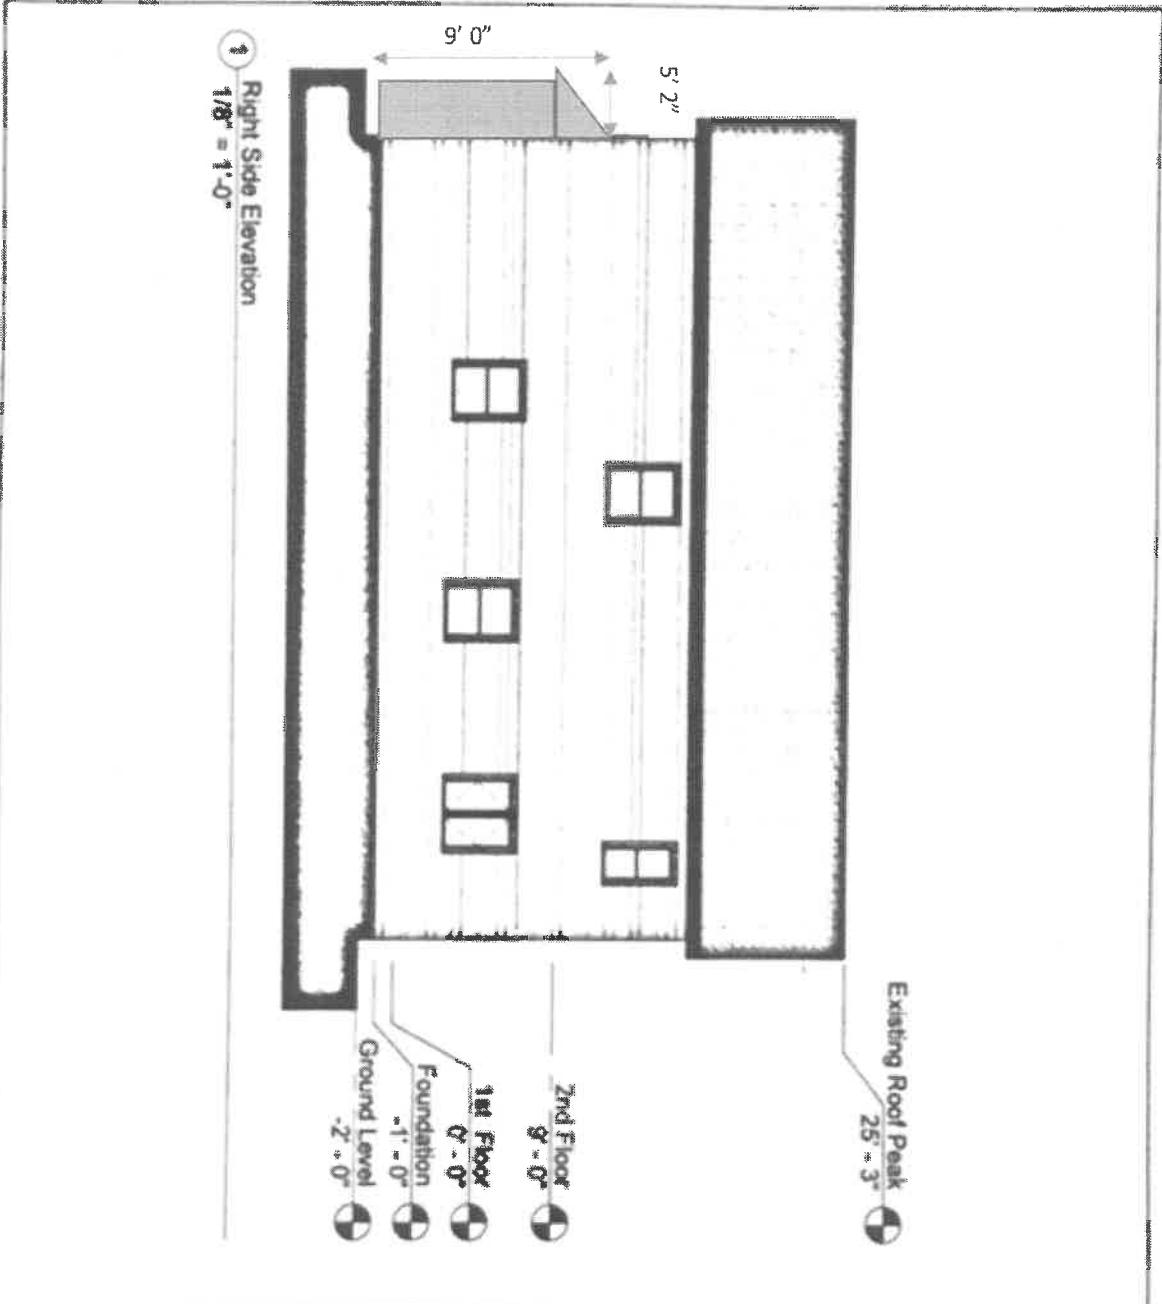 5' 2"
9' 0"
Existing Roof Peak
25' - 3"
2nd Floor
9' - 0"
1st Floor
0' - 0"
Foundation
-1' - 0"
Ground Level
-2' - 0"
1
Right Side Elevation
1/8" = 1'-0"